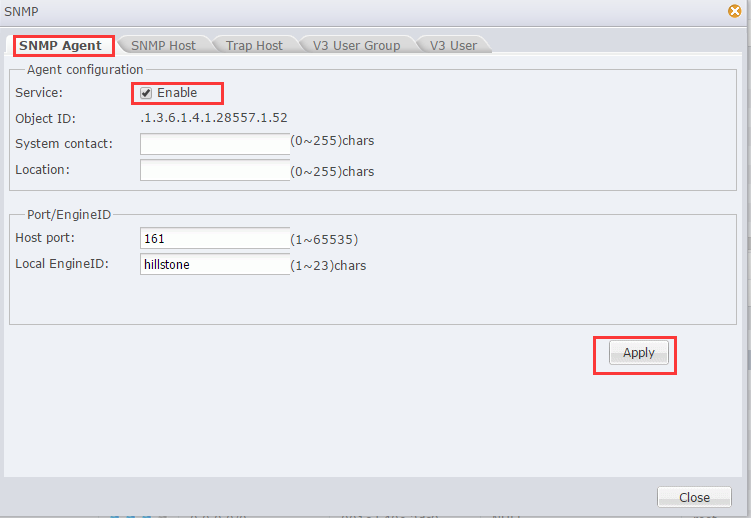 SNMP
SNMP Agent SNMP Host Trap Host V3 User Group V3 User
Agent configuration
Service: Enable
Object ID: .1.3.6.1.4.1.28557.1.52
System contact: (0~255)chars
Location: (0~255)chars
Port/EngineID
Host port: 161 (1~65535)
Local EngineID: hillstone (1~23)chars
Apply
Close